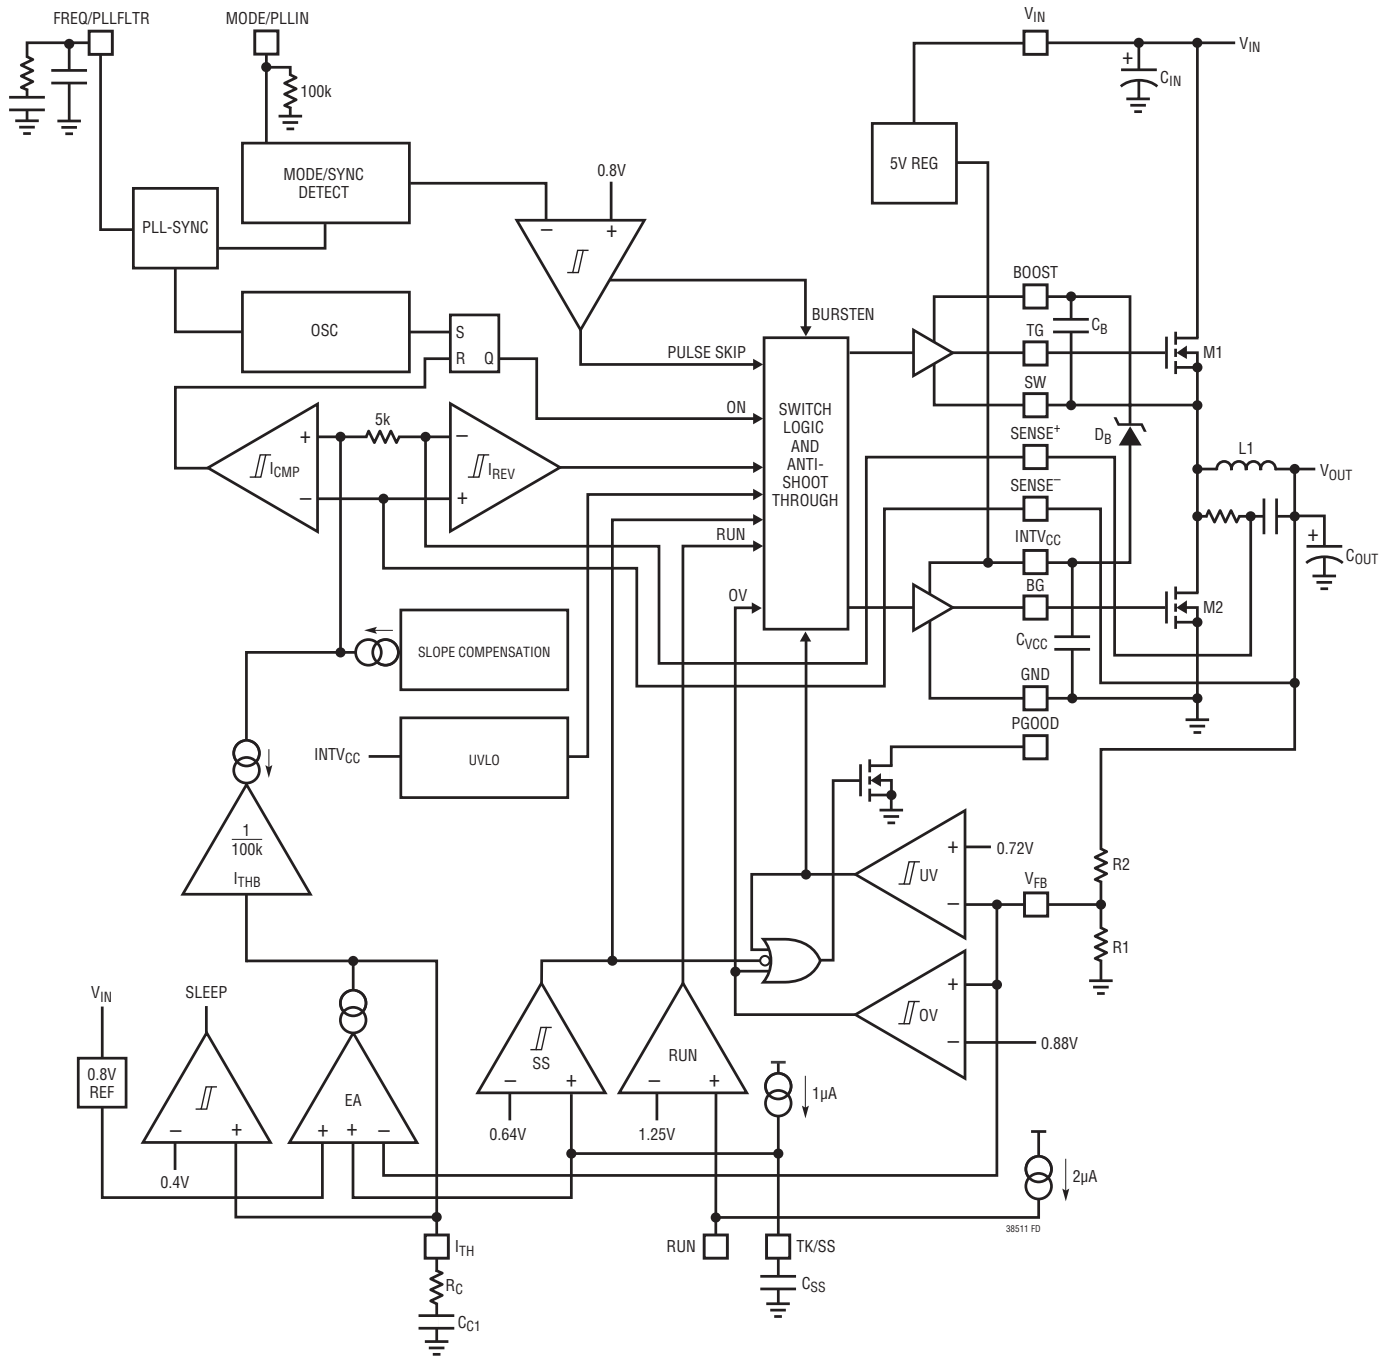 FREQ/PLLFLTR
MODE/PLLIN
VIN
VIN
+
CIN
100k
MODE/SYNC
DETECT
0.8V
5V REG
PLL-SYNC
−
+
BOOST
CB
OSC
S
R
Q
BURSTEN
TG
M1
PULSE SKIP
SW
ON
SWITCH
LOGIC
AND
ANTI-
SHOOT
THROUGH
5k
+
−
ICMP
−
+
IREV
SENSE+
DB
L1
VOUT
SENSE−
RUN
INTVCC
+
COUT
OV
BG
M2
SLOPE COMPENSATION
CVCC
GND
PGOOD
INTVCC
UVLO
1
100k
ITHB
+
0.72V
UV
−
VFB
R2
R1
VIN
SLEEP
+
OV
−
0.88V
0.8V
REF
−
+
EA
+
+
−
SS
−
+
RUN
−
+
1µA
0.4V
0.64V
1.25V
2µA
38511 FD
ITH
RUN
TK/SS
RC
CSS
CC1